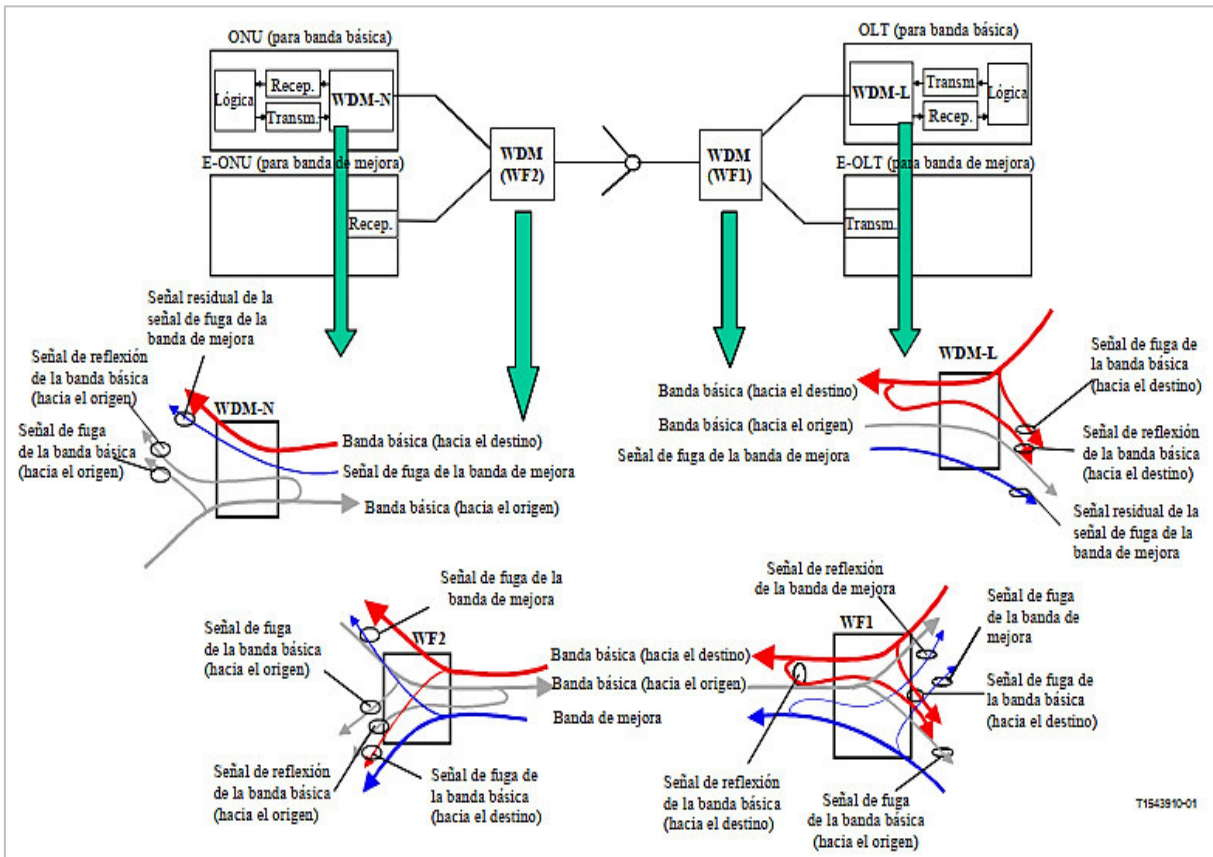 ONU (para banda básica)
Lógica
Recep.
Transm.
WDM-N
E-ONU (para banda de mejora)
Recep.
WDM
(WF2)
WDM
(WF1)
OLT (para banda básica)
WDM-L
Transm
Recep.
Lógica
E-OLT (para banda de mejora)
Transm.
Señal residual de la
señal de fuga de la
banda de mejora
Señal de reflexión
de la banda básica
(hacia el origen)
Señal de fuga
de la banda básica
(hacia el origen)
WDM-N
Banda básica (hacia el destino)
Señal de fuga de la banda de mejora
Banda básica (hacia el origen)
WDM-L
Banda básica (hacia el destino)
Banda básica (hacia el origen)
Señal de fuga de la banda de mejora
Señal de fuga de
la banda básica
(hacia el destino)
Señal de reflexión
de la banda básica
(hacia el destino)
Señal residual de la
señal de fuga de la
banda de mejora
Señal de fuga de la
banda de mejora
Señal de fuga
de la banda básica
(hacia el origen)
WF2
Señal de reflexión
de la banda básica
(hacia el origen)
Señal de fuga de
la banda básica
(hacia el destino)
Banda básica (hacia el destino)
Banda básica (hacia el origen)
Banda de mejora
Señal de reflexión
de la banda de mejora
WF1
Señal de fuga
de la banda de
mejora
Señal de fuga de
la banda básica
(hacia el destino)
Señal de reflexión
de la banda básica
(hacia el destino)
Señal de fuga
de la banda básica
(hacia el origen)
T1543910-01